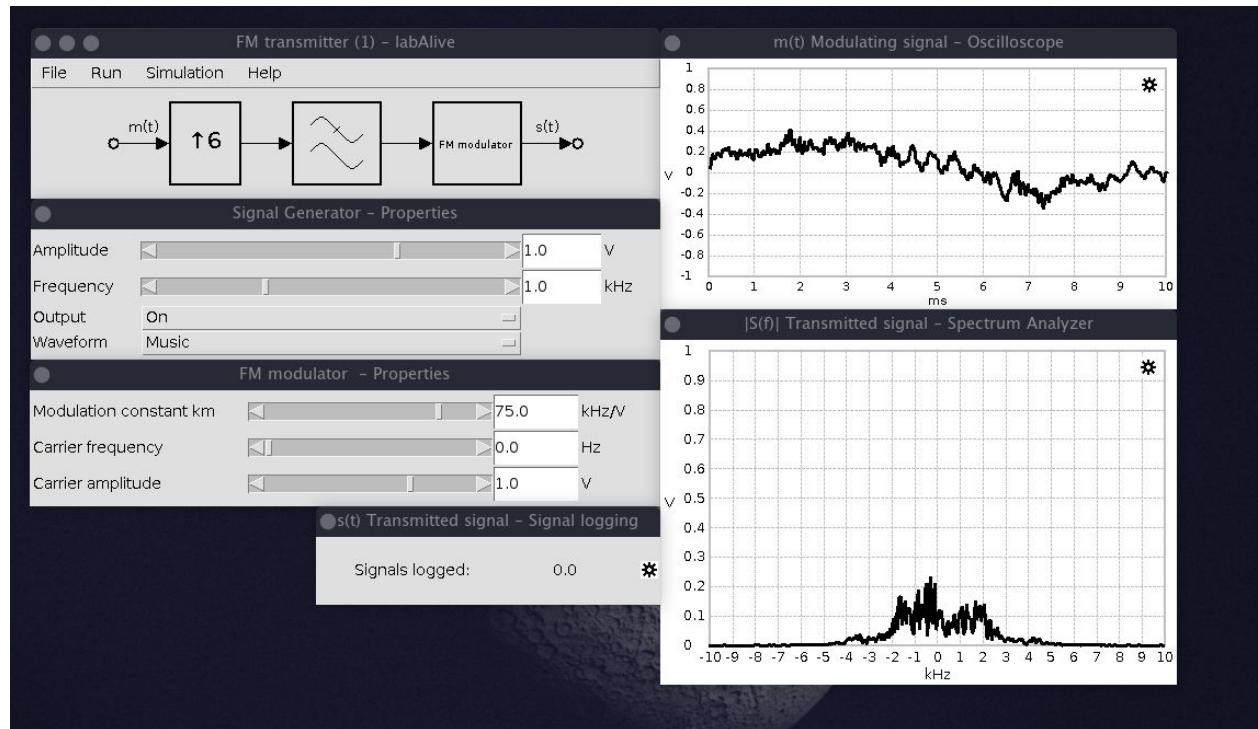 FM transmitter (1) – labAlive
File Run Simulation Help
m(t)
↑6
FM modulator
s(t)
Signal Generator – Properties
Amplitude 1.0 V
Frequency 1.0 kHz
Output On
Waveform Music
FM modulator – Properties
Modulation constant km 75.0 kHz/V
Carrier frequency 0.0 Hz
Carrier amplitude 1.0 V
s(t) Transmitted signal – Signal logging
Signals logged: 0.0
m(t) Modulating signal – Oscilloscope
1
0.8
0.6
0.4
0.2
0
-0.2
-0.4
-0.6
-0.8
-1
V
0 1 2 3 4 5 6 7 8 9 10
ms
|S(f)| Transmitted signal – Spectrum Analyzer
1
0.9
0.8
0.7
0.6
0.5
0.4
0.3
0.2
0.1
0
V
-10 -9 -8 -7 -6 -5 -4 -3 -2 -1 0 1 2 3 4 5 6 7 8 9 10
kHz